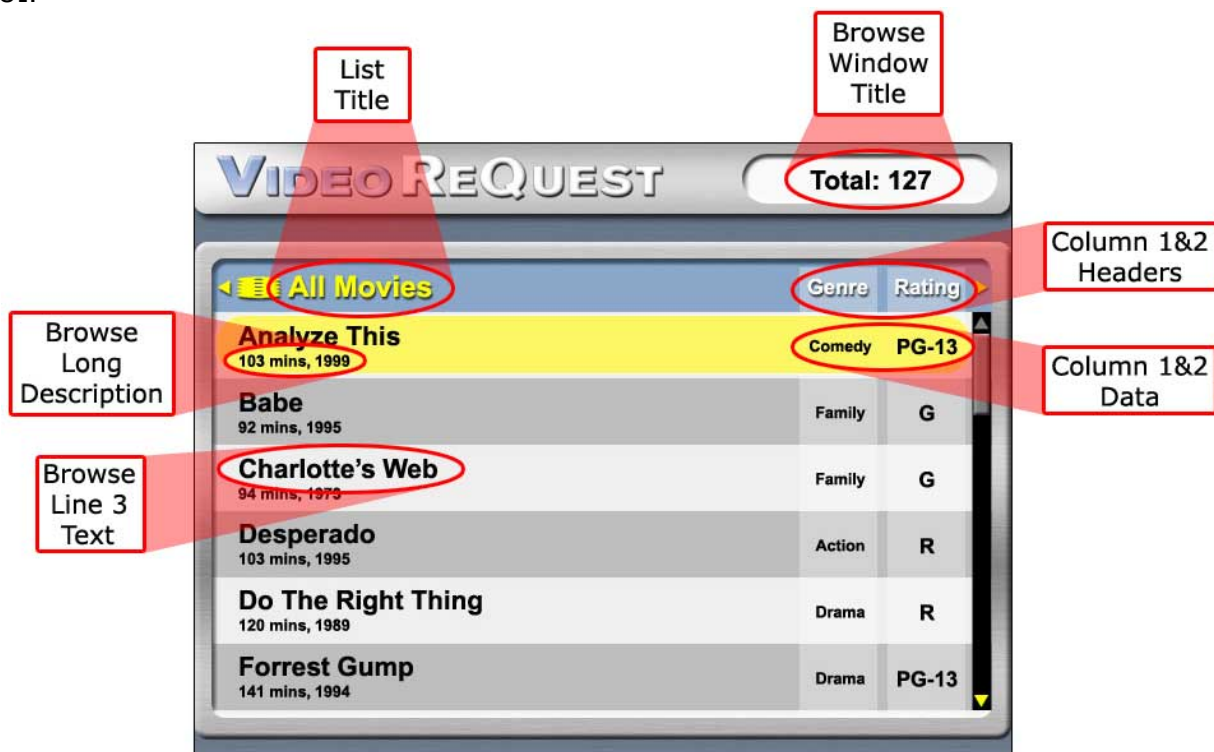 Browse
Window
Title
List
Title
VIDEO REQUEST
Total: 127
Column 1&2
Headers
All Movies
Genre Rating
Browse
Long
Description
Analyze This
103 mins, 1999
Comedy PG-13
Column 1&2
Data
Babe
92 mins, 1995
Family G
Browse
Line 3
Text
Charlotte's Web
94 mins, 1973
Family G
Desperado
103 mins, 1995
Action R
Do The Right Thing
120 mins, 1989
Drama R
Forrest Gump
141 mins, 1994
Drama PG-13